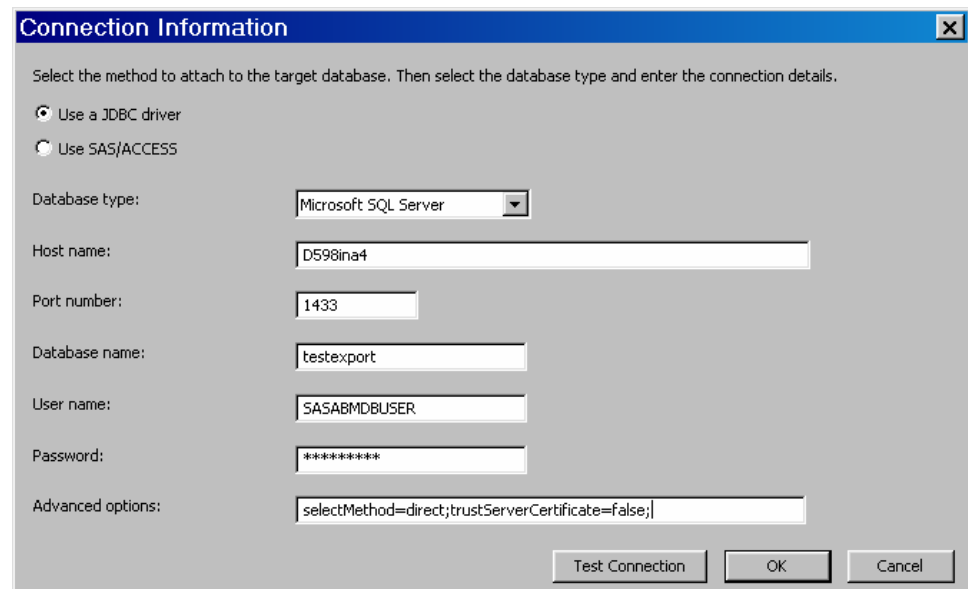 Connection Information
Select the method to attach to the target database. Then select the database type and enter the connection details.
Use a JDBC driver
Use SAS/ACCESS
Database type: Microsoft SQL Server
Host name: D598ina4
Port number: 1433
Database name: testexport
User name: SASABMDBUSER
Password: *********
Advanced options: selectMethod=direct;trustServerCertificate=false;
Test Connection OK Cancel